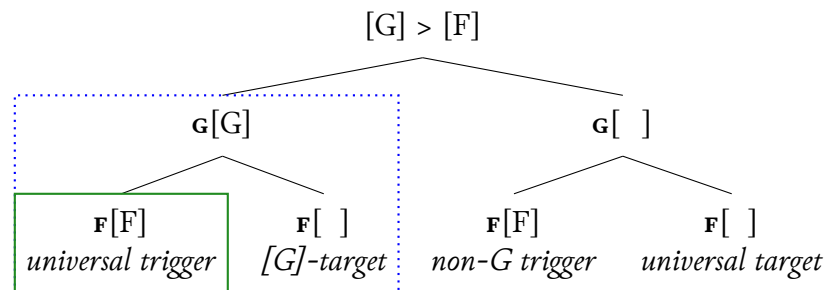 [G] > [F]
G[G] G[ ]
F[F] F[ ] F[F] F[ ]
universal trigger [G]-target non-G trigger universal target